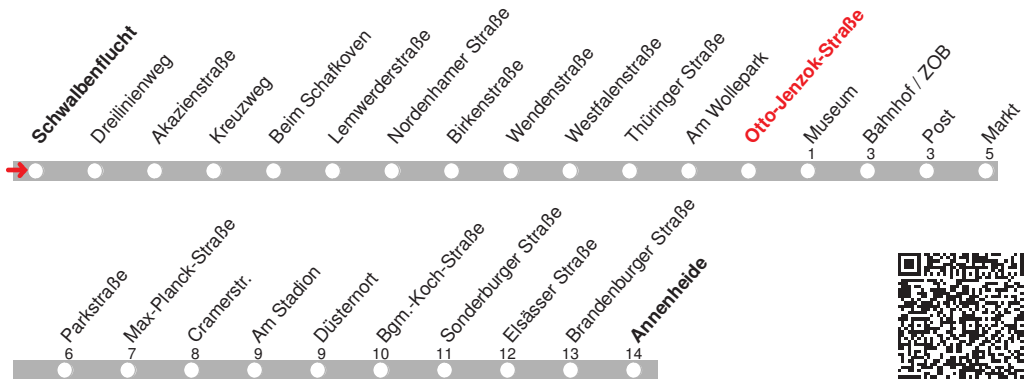 Schwalbenflucht
Dreilinienweg
Akazienstraße
Kreuzweg
Beim Schafkoven
Lemwerderstraße
Nordenhamer Straße
Birkenstraße
Wendenstraße
Westfalenstraße
Thüringer Straße
Am Wollepark
Otto-Jenzok-Straße
Museum
1
Bahnhof / ZOB
3
Post
3
Markt
5
Parkstraße
6
Max-Planck-Straße
7
Cramerstr.
8
Am Stadion
9
Düsternort
9
Bgm.-Koch-Straße
10
Sonderburger Straße
11
Elsässer Straße
12
Brandenburger Straße
13
Annenheide
14